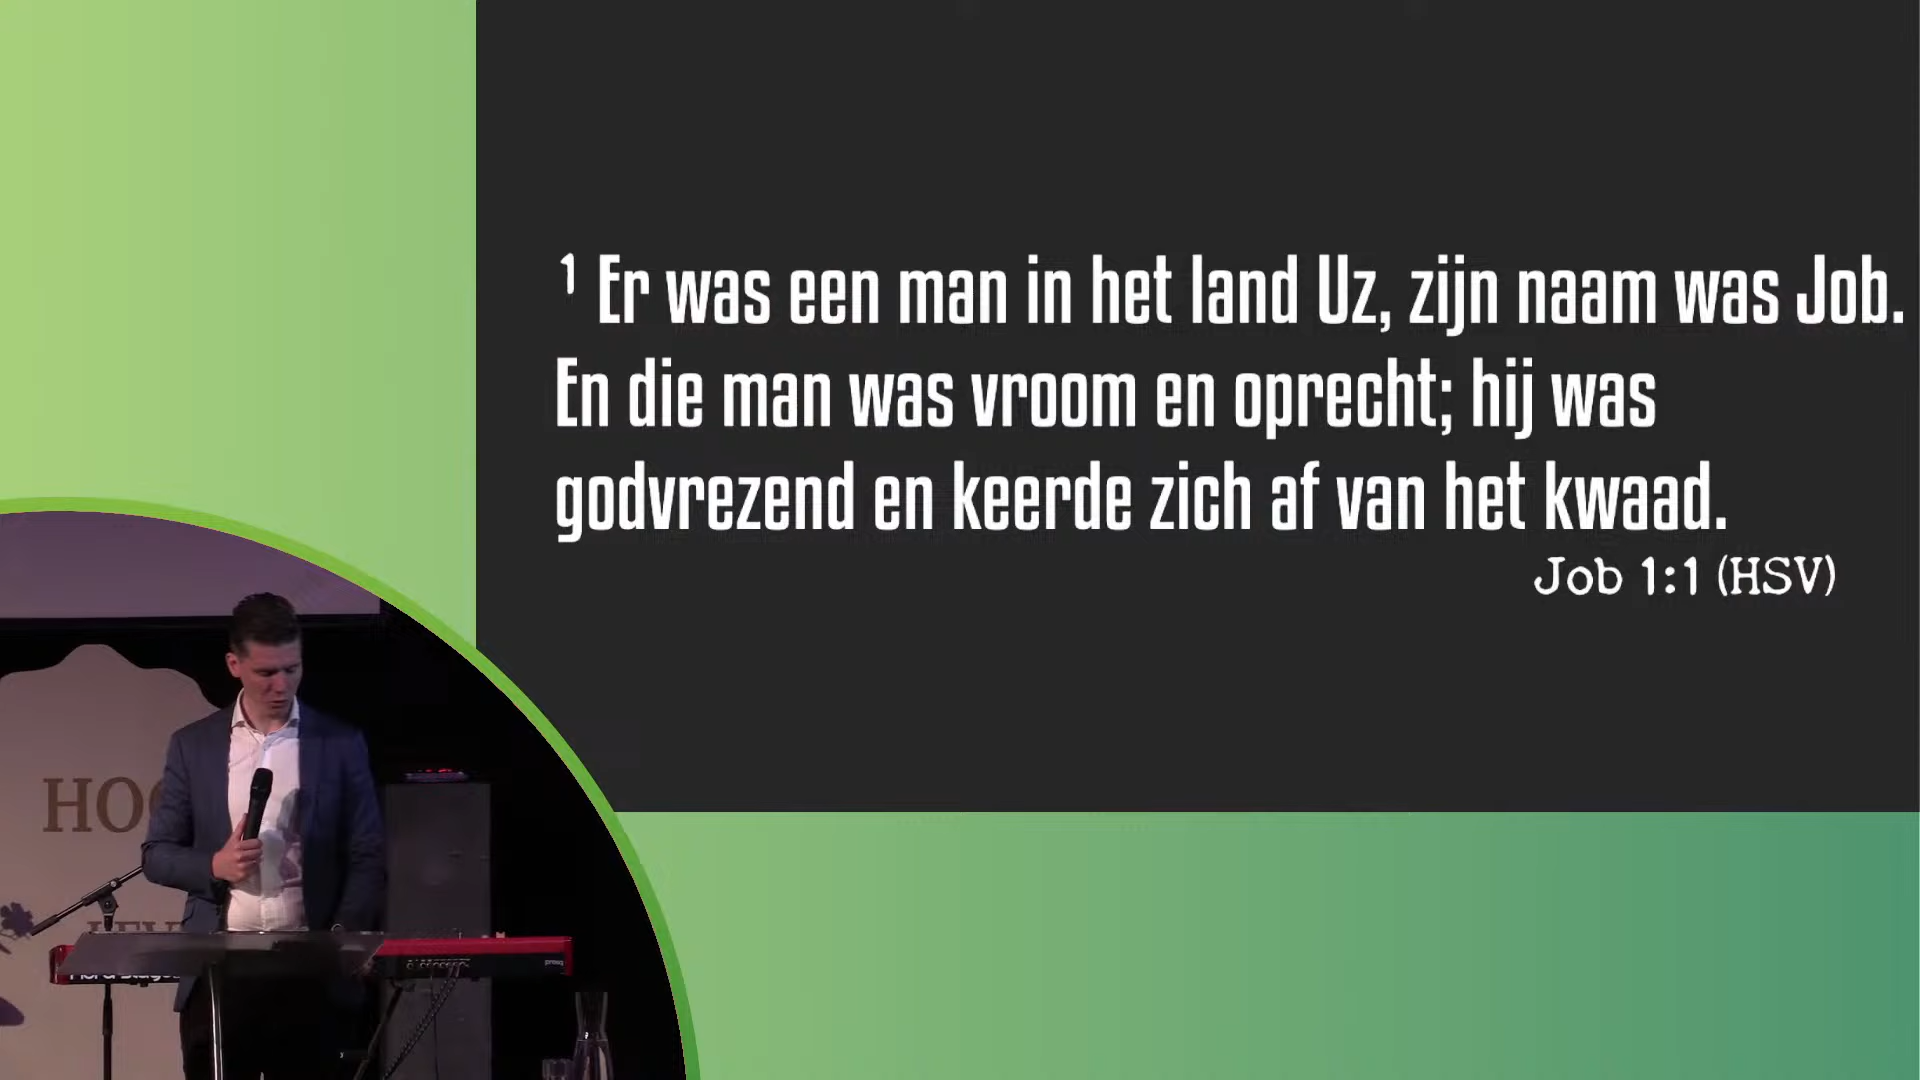 ¹ Er was een man in het land Uz, zijn naam was Job.
En die man was vroom en oprecht; hij was
godvrezend en keerde zich af van het kwaad.
Job 1:1 (HSV)
HO